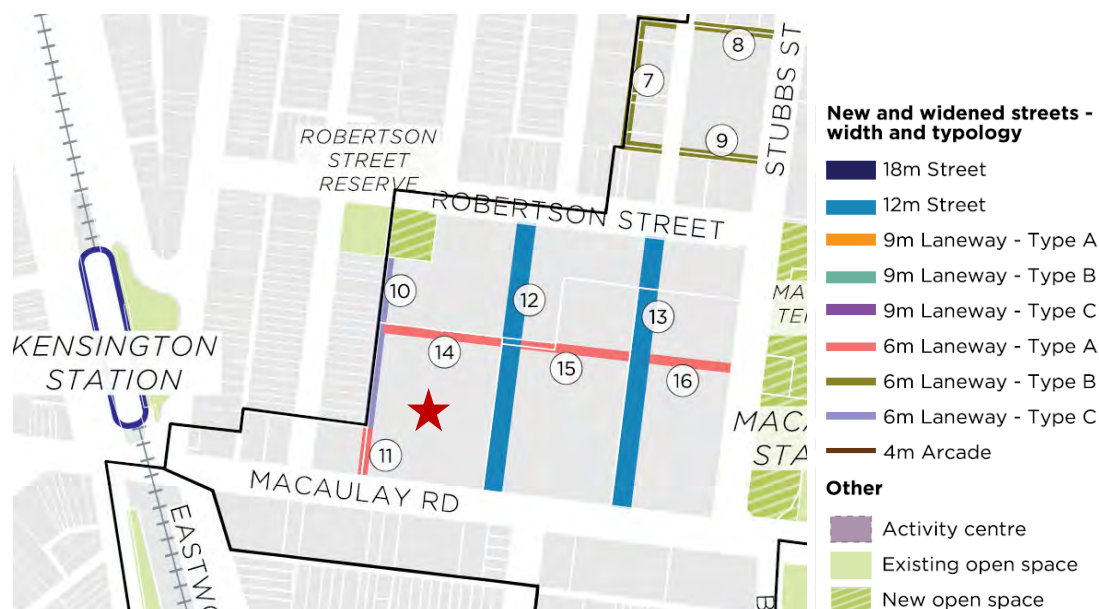 8
STUBBS ST
7
9
ROBERTSON
STREET
RESERVE
ROBERTSON STREET
10
12
13
14
15
16
11
KENSINGTON
STATION
MACAULAY RD
New and widened streets -
width and typology
18m Street
12m Street
9m Laneway - Type A
9m Laneway - Type B
9m Laneway - Type C
6m Laneway - Type A
6m Laneway - Type B
6m Laneway - Type C
4m Arcade
Other
Activity centre
Existing open space
New open space